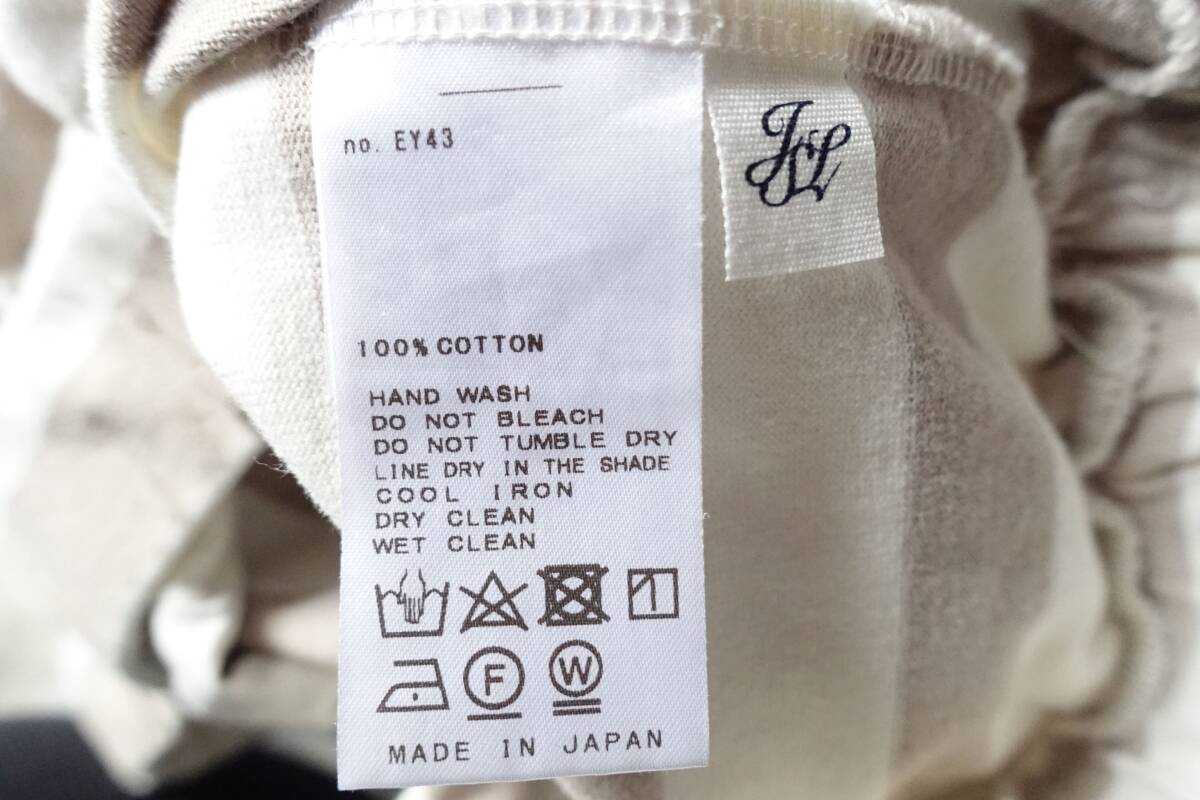 no. EY43
JSL
100% COTTON
HAND WASH
DO NOT BLEACH
DO NOT TUMBLE DRY
LINE DRY IN THE SHADE
COOL IRON
DRY CLEAN
WET CLEAN
F W
MADE IN JAPAN